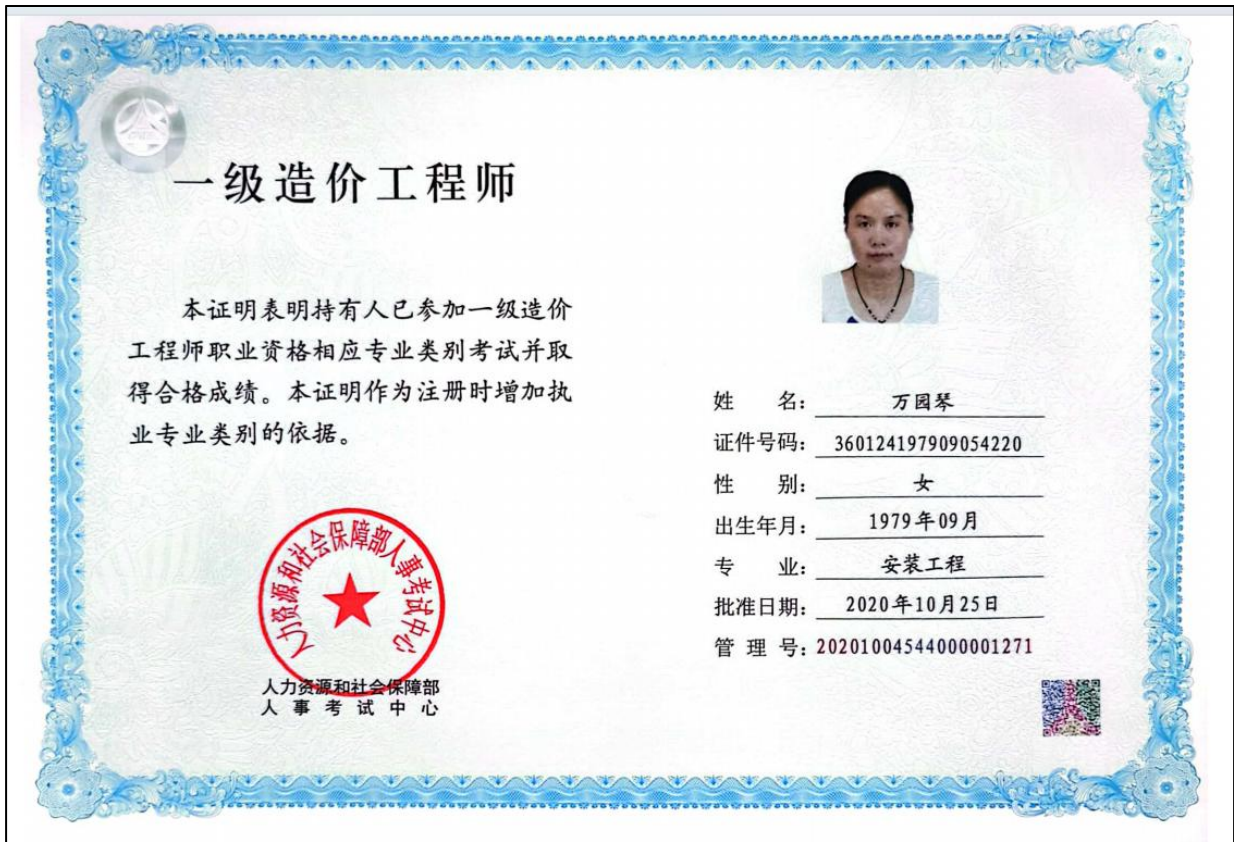 一级造价工程师
本证明表明持有人已参加一级造价
工程师职业资格相应专业类别考试并取
得合格成绩。本证明作为注册时增加执
业专业类别的依据。
人力资源和社会保障部人事考试中心
人力资源和社会保障部
人事考试中心
姓名：万园琴
证件号码：360124197909054220
性别：女
出生年月：1979年09月
专业：安装工程
批准日期：2020年10月25日
管理号：20201004544000001271